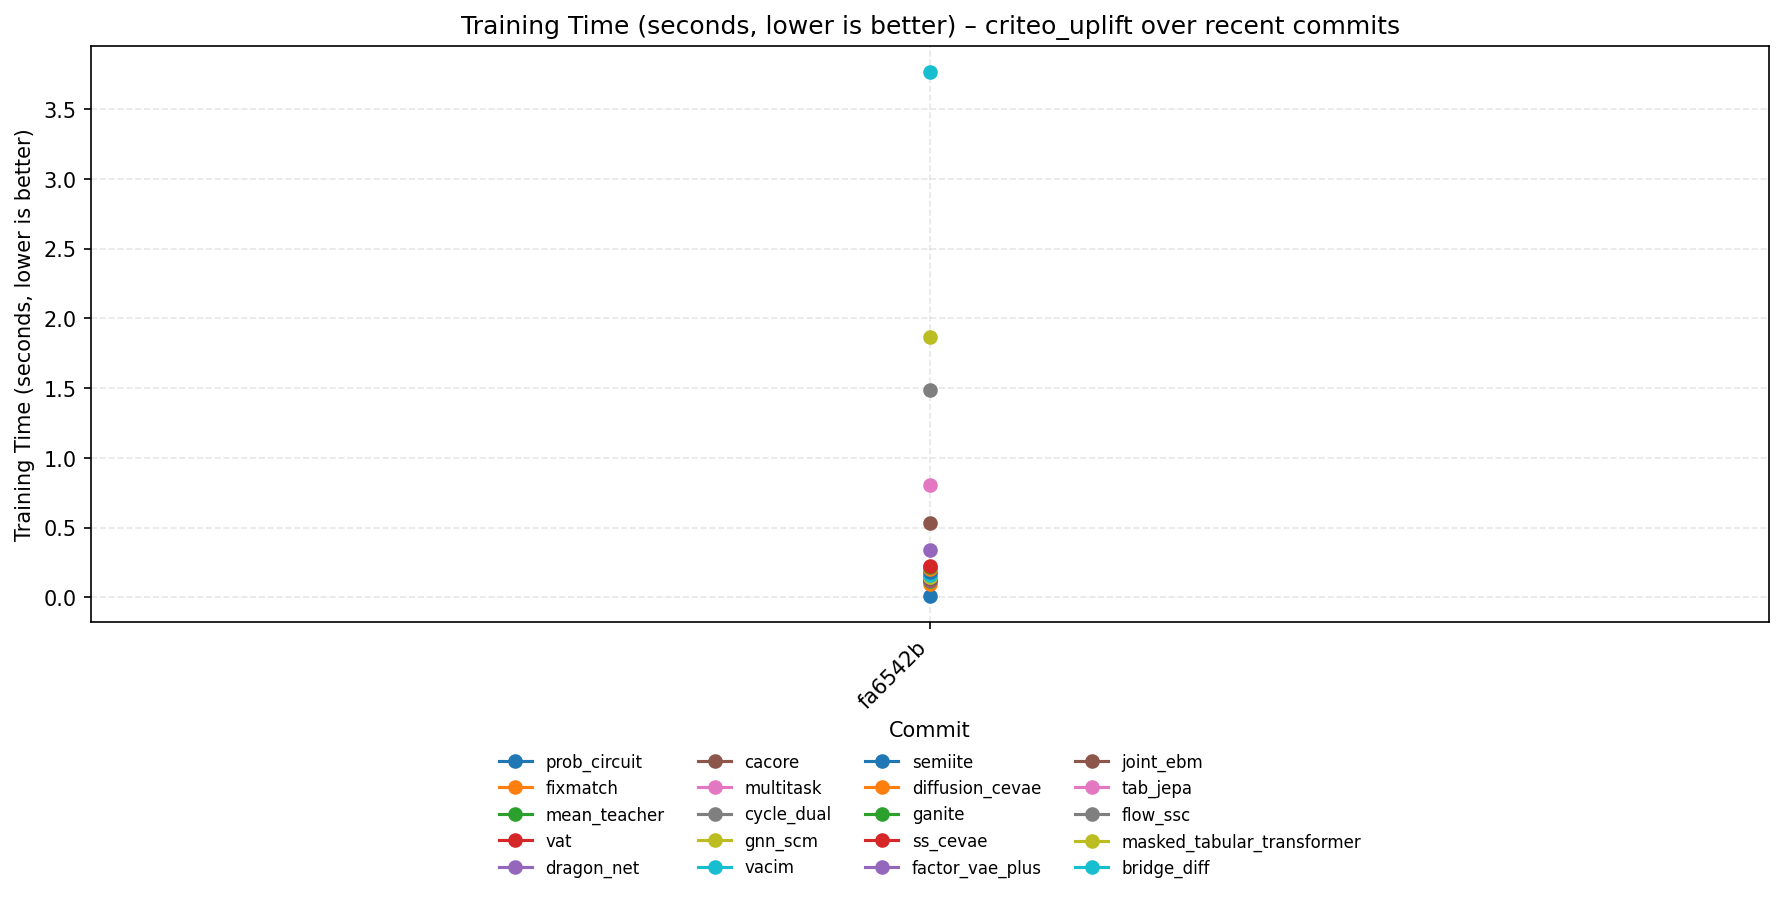 Training Time (seconds, lower is better) – criteo_uplift over recent commits
Training Time (seconds, lower is better)
3.5
3.0
2.5
2.0
1.5
1.0
0.5
0.0
fa6542b
Commit
prob_circuit
fixmatch
mean_teacher
vat
dragon_net
cacore
multitask
cycle_dual
gnn_scm
vacim
semiite
diffusion_cevae
ganite
ss_cevae
factor_vae_plus
joint_ebm
tab_jepa
flow_ssc
masked_tabular_transformer
bridge_diff